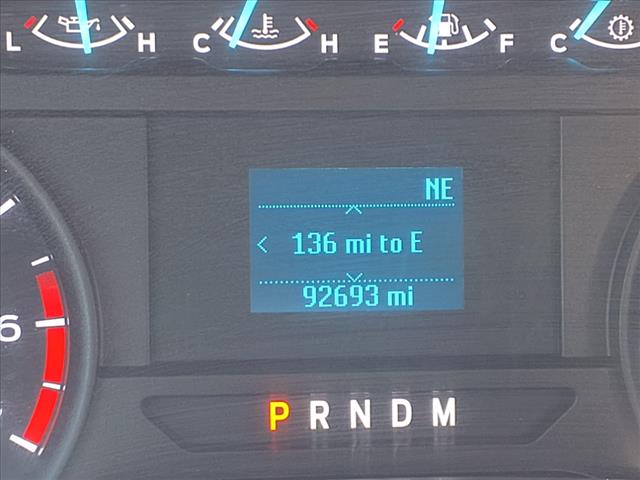 L H C H E F C
NE
< 136 mi to E
92693 mi
6
P R N D M